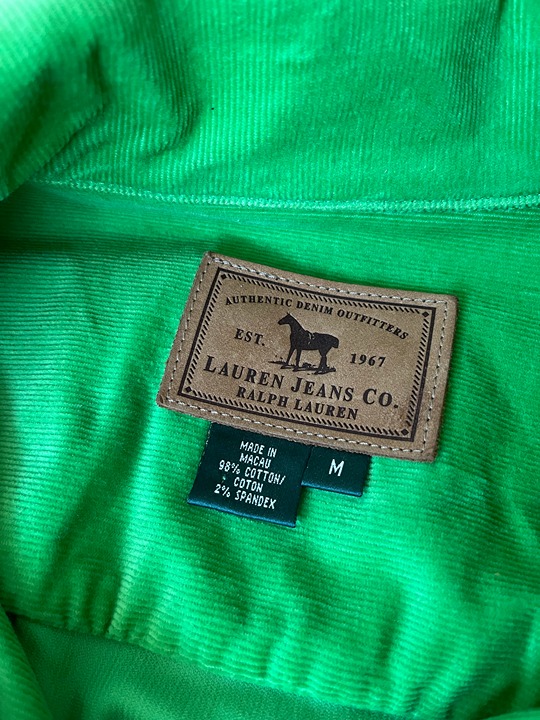 AUTHENTIC DENIM OUTFITTERS
EST. 1967
LAUREN JEANS CO.
RALPH LAUREN
MADE IN
MACAU
98% COTTON/
COTON
2% SPANDEX
M